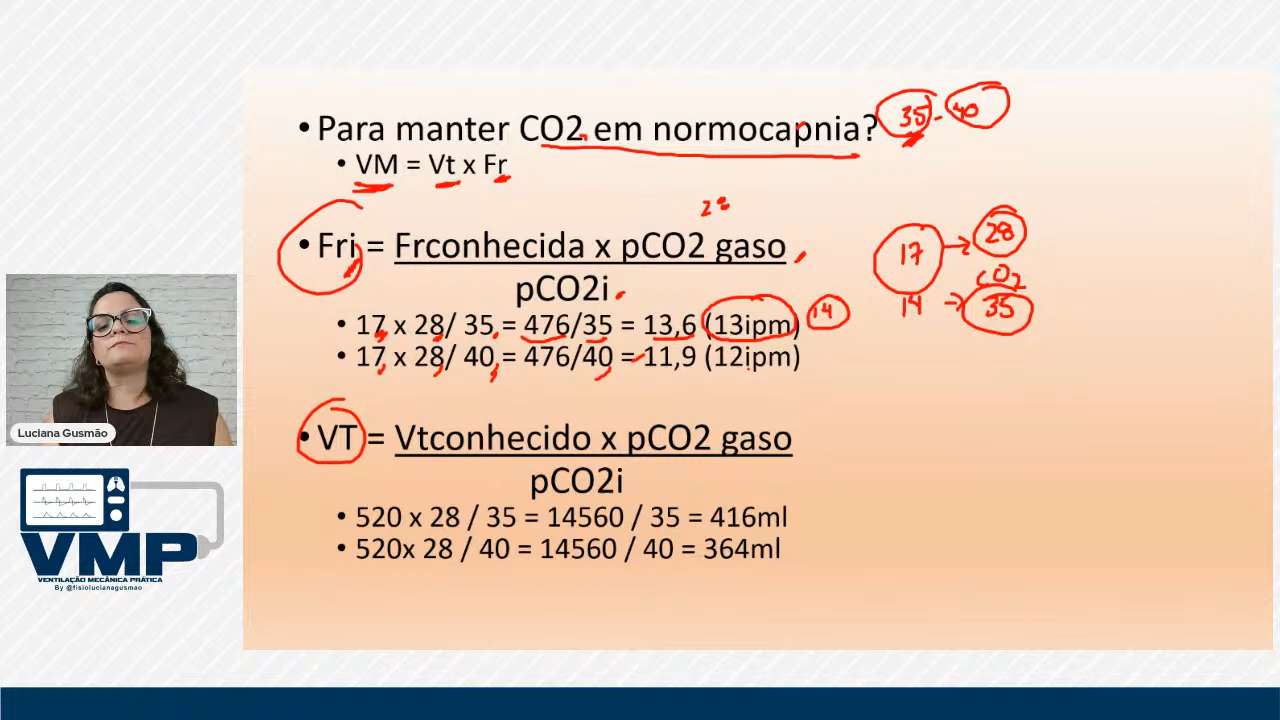 • Para manter CO2 em normocapnia? 35 - 40
• VM = Vt x Fr
2ª
• Fri = Frconhecida x pCO2 gaso
pCO2i
17 → 28
CO2
14 → 35
• 17 x 28/ 35 = 476/35 = 13,6 (13ipm) 14
• 17 x 28/ 40 = 476/40 = 11,9 (12ipm)
• VT = Vtconhecido x pCO2 gaso
pCO2i
• 520 x 28 / 35 = 14560 / 35 = 416ml
• 520x 28 / 40 = 14560 / 40 = 364ml
Luciana Gusmão
VMP
VENTILAÇÃO MECÂNICA PRÁTICA
By @fisiolucianagusmao